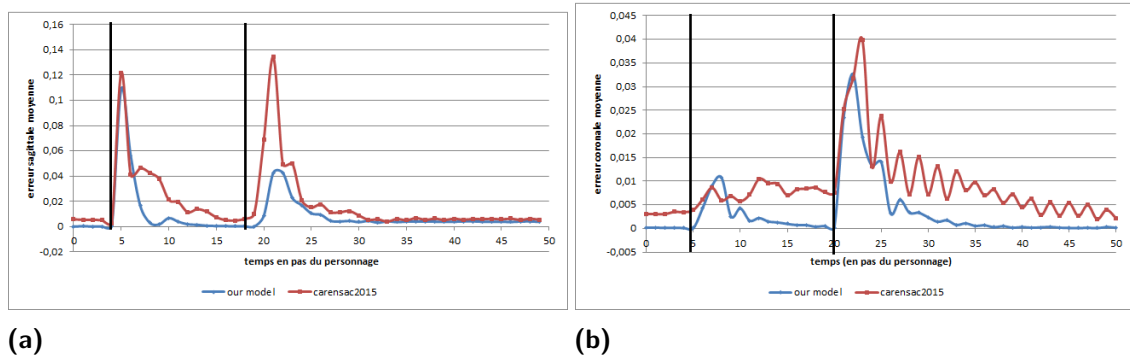 0,16
0,14
0,12
0,1
0,08
0,06
0,04
0,02
0
-0,02
erreur sagittale moyenne
0 5 10 15 20 25 30 35 40 45 50
temps en pas du personnage
our model carensac2015
(a)
0,045
0,04
0,035
0,03
0,025
0,02
0,015
0,01
0,005
0
-0,005
erreur coronale moyenne
0 5 10 15 20 25 30 35 40 45 50
temps (en pas du personnage)
our model carensac2015
(b)